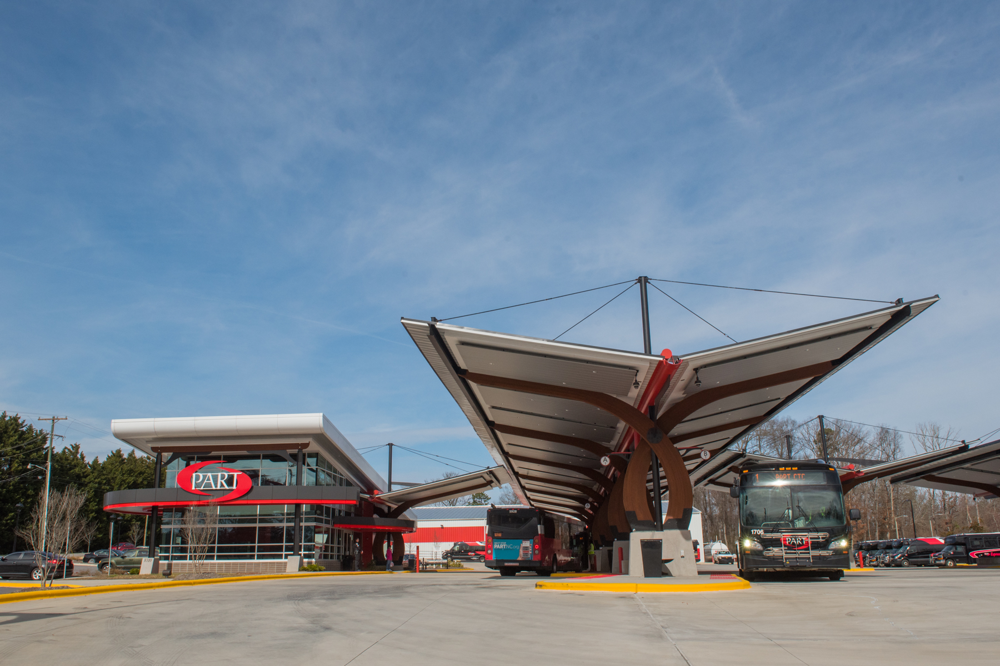 PART
5928
NEXT STOP
PARTNC.org
A
B
1 PART CTC
1706
PART